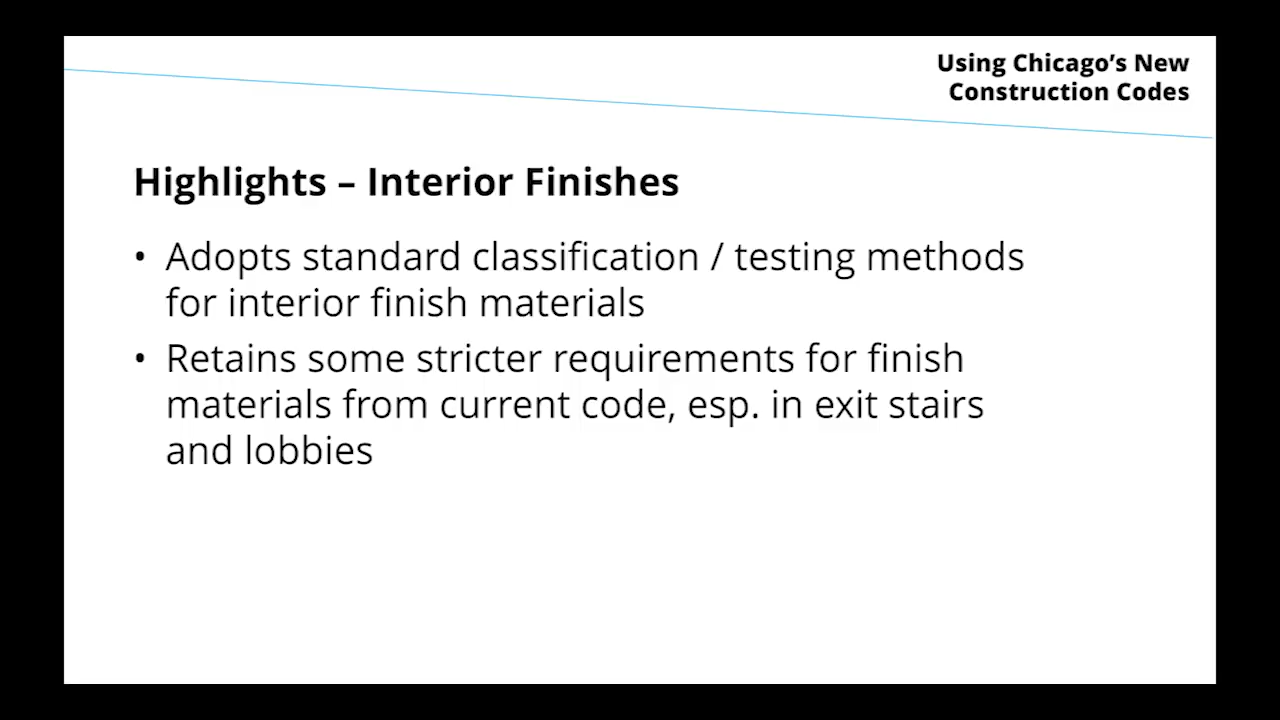 Using Chicago’s New
Construction Codes
Highlights – Interior Finishes
• Adopts standard classification / testing methods
for interior finish materials
• Retains some stricter requirements for finish
materials from current code, esp. in exit stairs
and lobbies